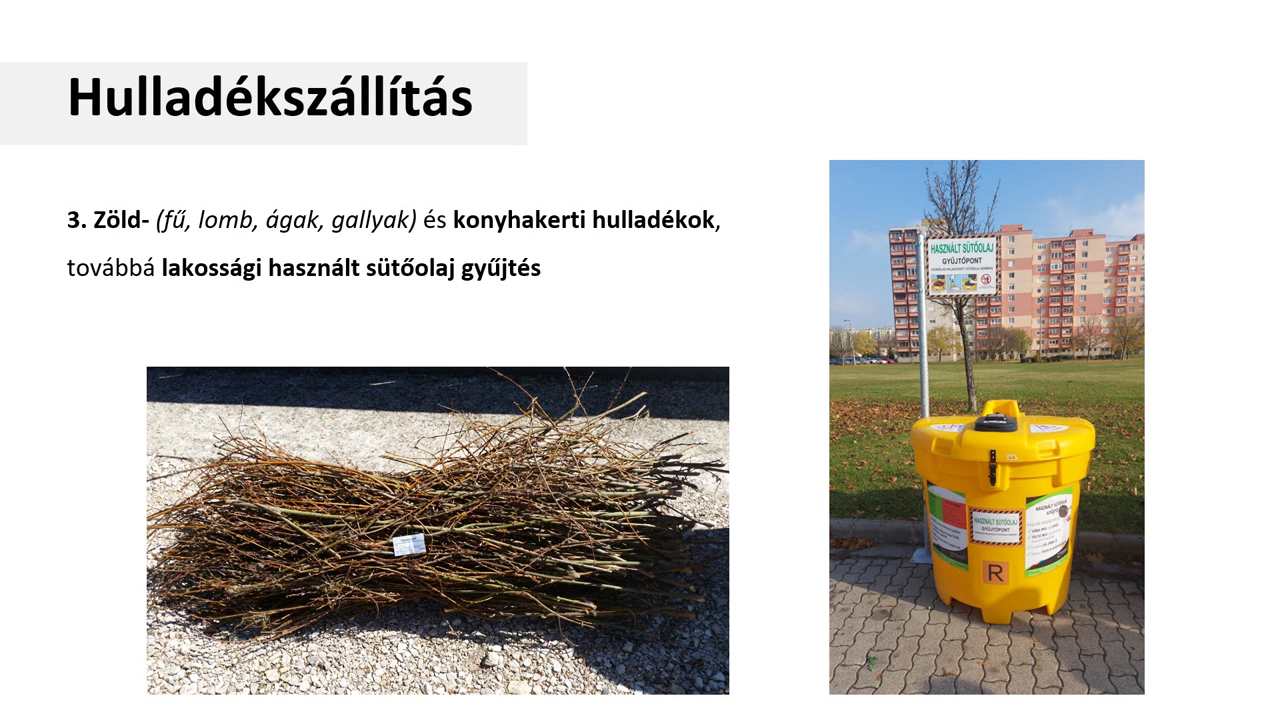 Hulladékszállítás
3. Zöld- (fű, lomb, ágak, gallyak) és konyhakerti hulladékok,
továbbá lakossági használt sütőolaj gyűjtés
HASZNÁLT SÜTŐOLAJ
GYŰJTŐPONT
HASZNÁLT SÜTŐOLAJ
GYŰJTŐPONT
R